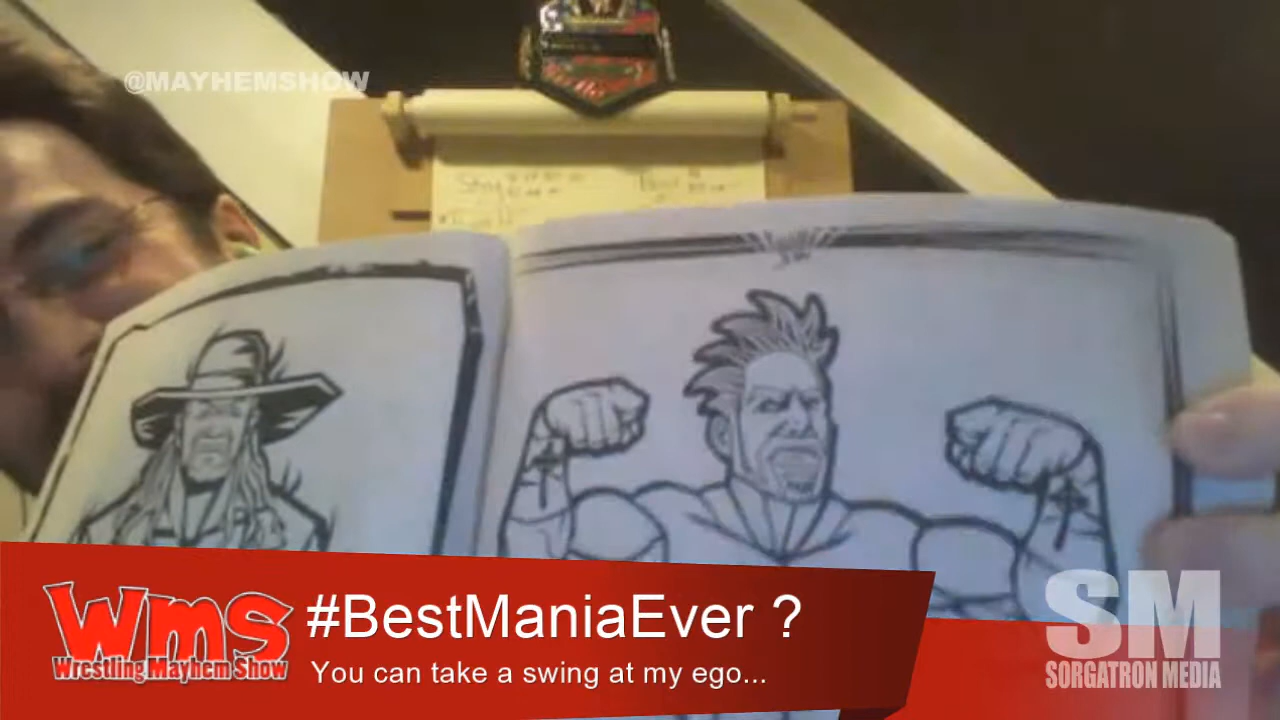 @MAYHEMSHOW
Wms
Wrestling Mayhem Show
#BestManiaEver ?
You can take a swing at my ego...
SM
SORGATRON MEDIA